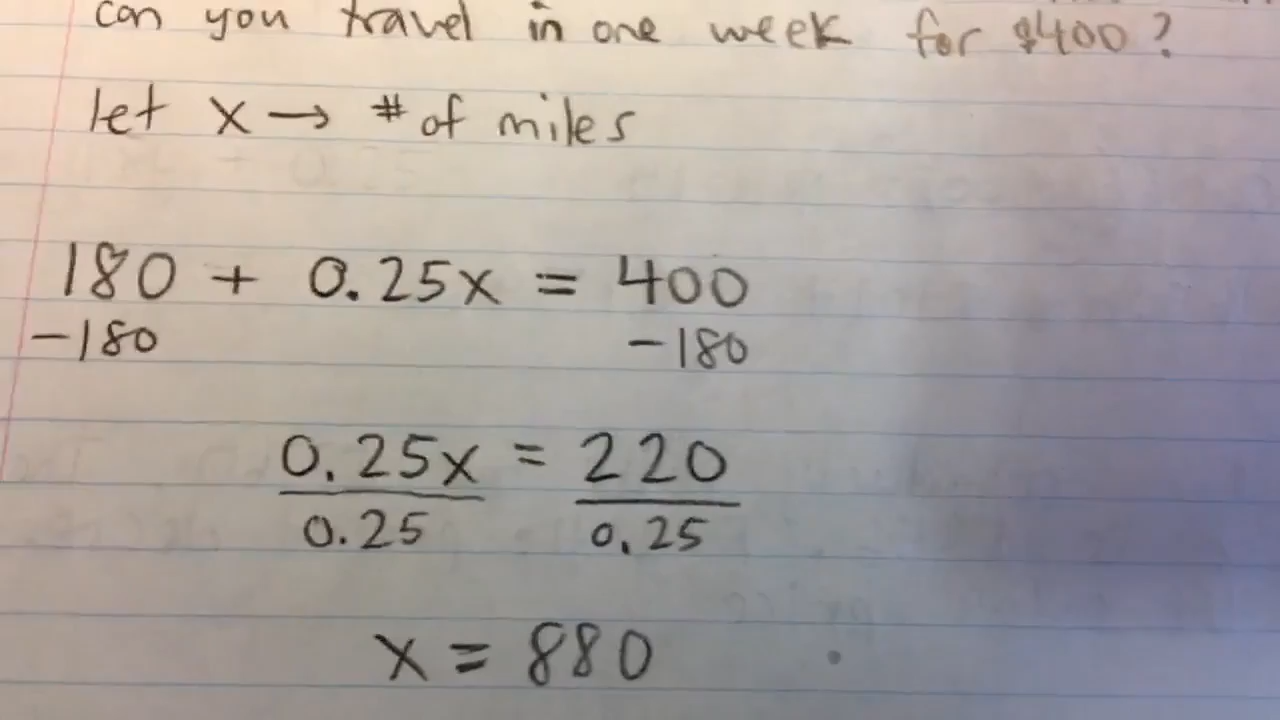 can you travel in one week for $400?
let x → # of miles
180 + 0.25x = 400
-180 -180
0.25x = 220
0.25 0.25
x = 880